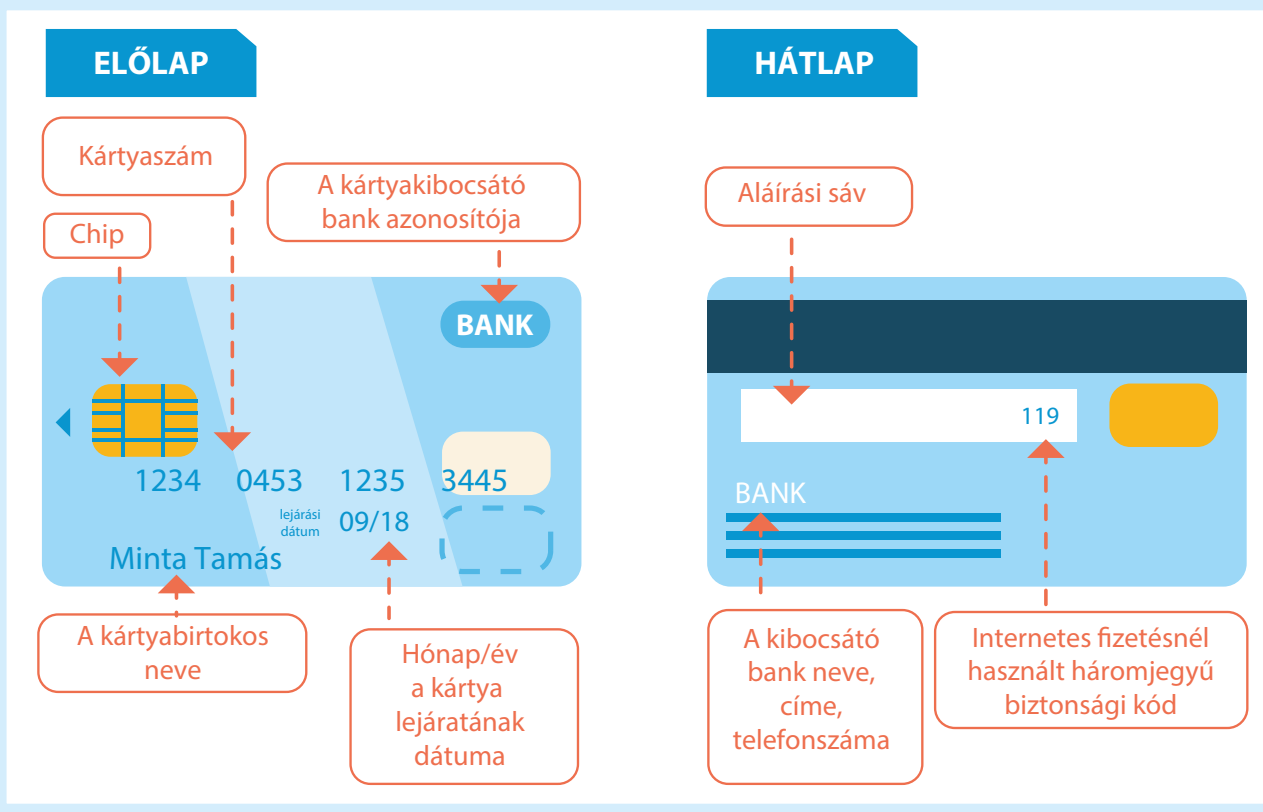 ELŐLAP
Kártyaszám
A kártyakibocsátó
bank azonosítója
Chip
BANK
1234 0453 1235 3445
lejárási
dátum
09/18
Minta Tamás
A kártyabirtokos
neve
Hónap/év
a kártya
lejáratának
dátuma
HÁTLAP
Aláírási sáv
119
BANK
A kibocsátó
bank neve,
címe,
telefonszáma
Internetes fizetésnél
használt háromjegyű
biztonsági kód